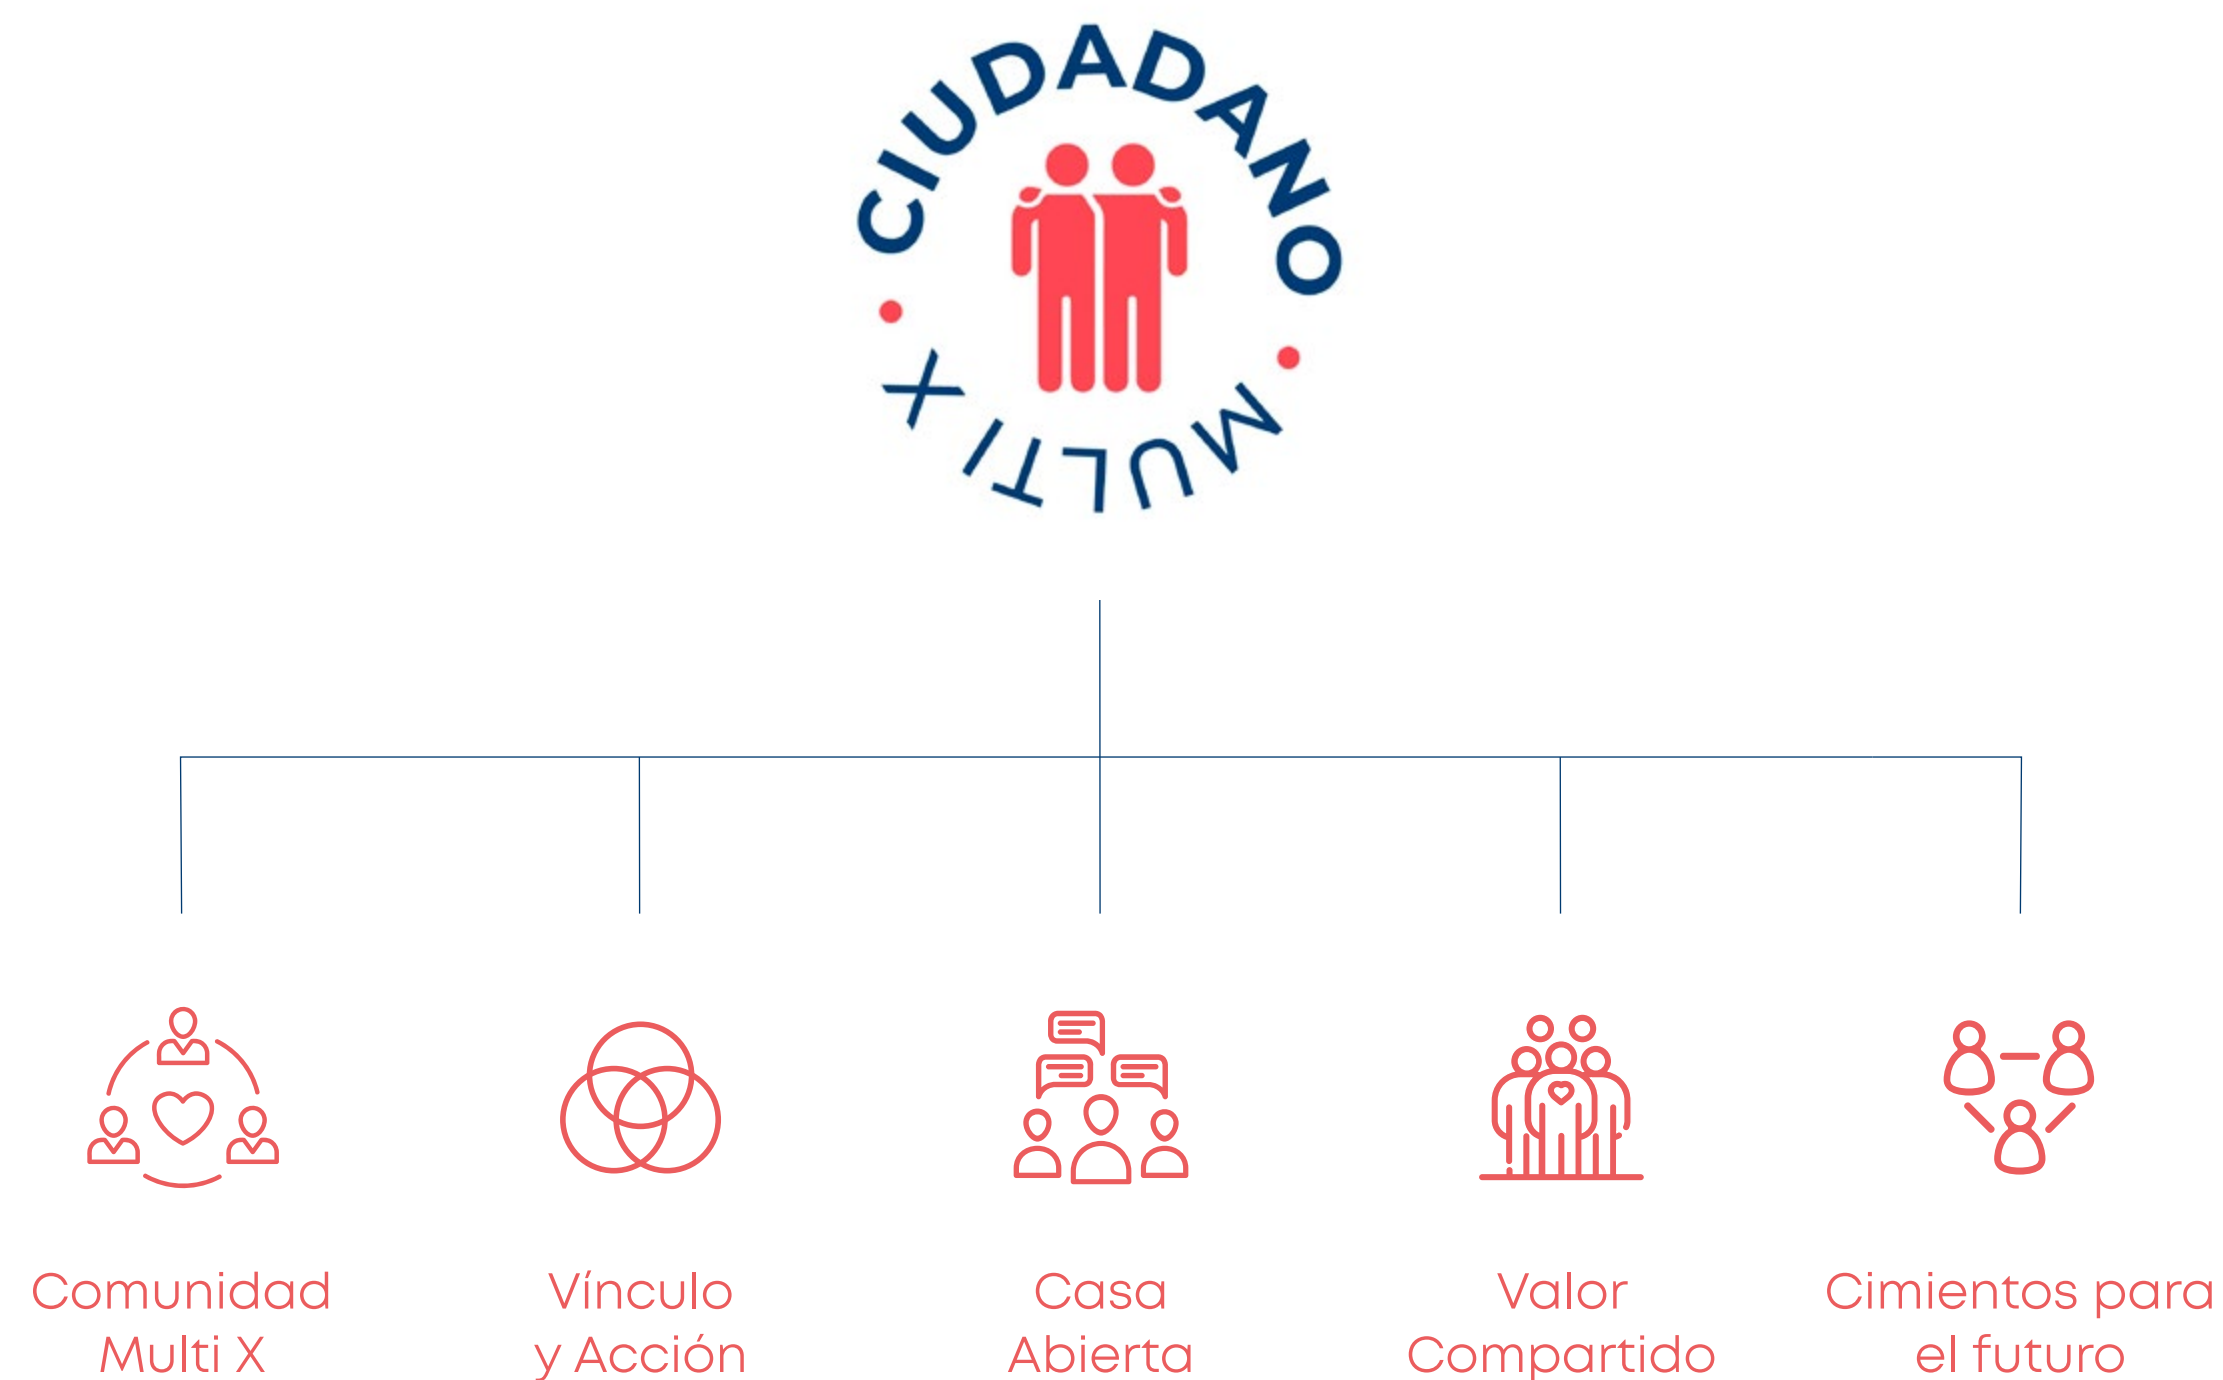 CIUDADANO
MULTI X
Comunidad
Multi X
Vínculo
y Acción
Casa
Abierta
Valor
Compartido
Cimientos para
el futuro